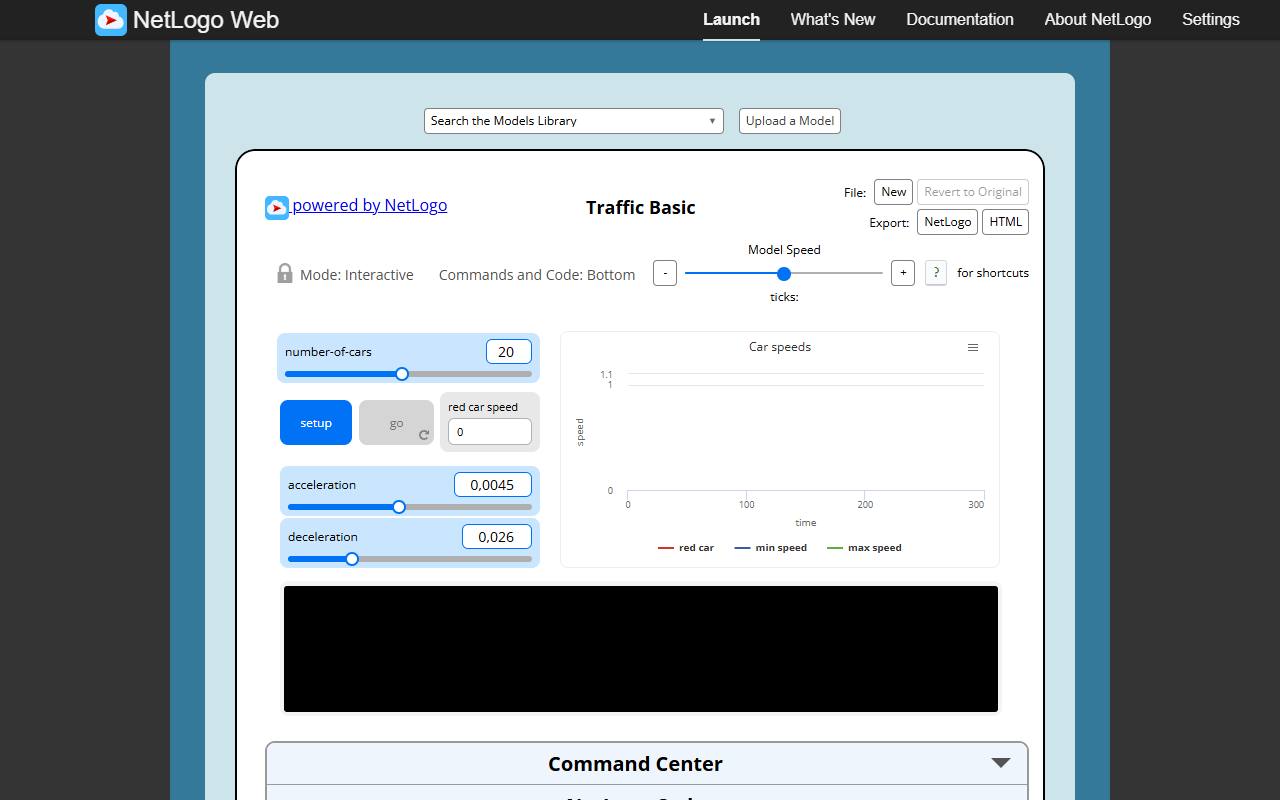 NetLogo Web
Launch What's New Documentation About NetLogo Settings
Search the Models Library
Upload a Model
powered by NetLogo
Traffic Basic
File: New Revert to Original
Export: NetLogo HTML
Mode: Interactive
Commands and Code: Bottom
Model Speed
- + ? for shortcuts
ticks:
number-of-cars 20
setup
go
red car speed
0
acceleration 0,0045
deceleration 0,026
Car speeds
1.1
1
speed
0
0 100 200 300
time
red car min speed max speed
Command Center